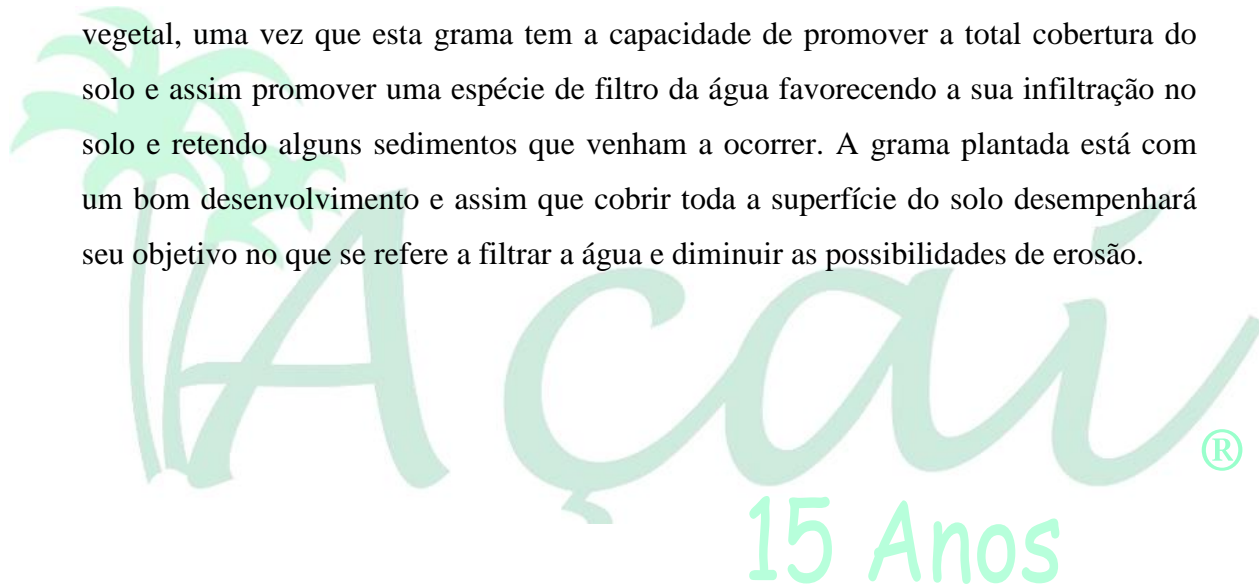 vegetal, uma vez que esta grama tem a capacidade de promover a total cobertura do
solo e assim promover uma espécie de filtro da água favorecendo a sua infiltração no
solo e retendo alguns sedimentos que venham a ocorrer. A grama plantada está com
um bom desenvolvimento e assim que cobrir toda a superfície do solo desempenhará
seu objetivo no que se refere a filtrar a água e diminuir as possibilidades de erosão.
Açaí
®
15 Anos